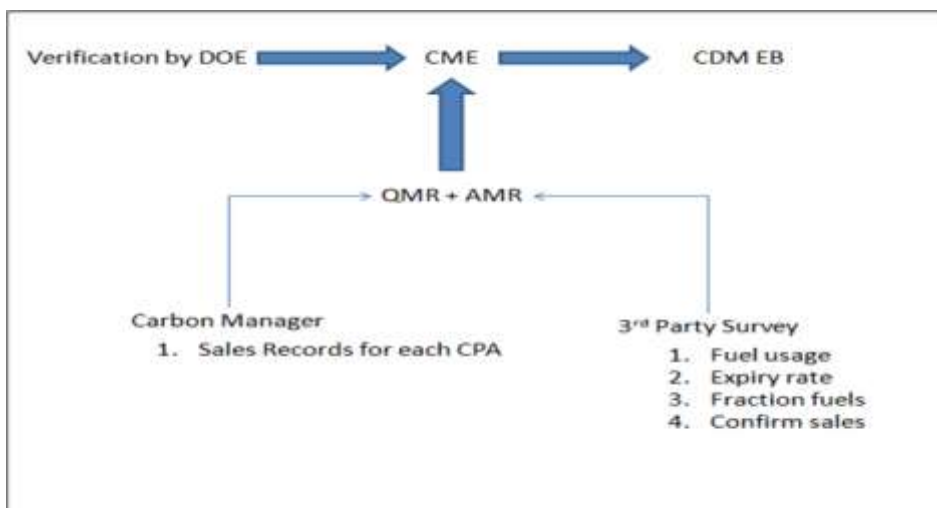 Verification by DOE
CME
CDM EB
QMR + AMR
Carbon Manager
1. Sales Records for each CPA
3rd Party Survey
1. Fuel usage
2. Expiry rate
3. Fraction fuels
4. Confirm sales